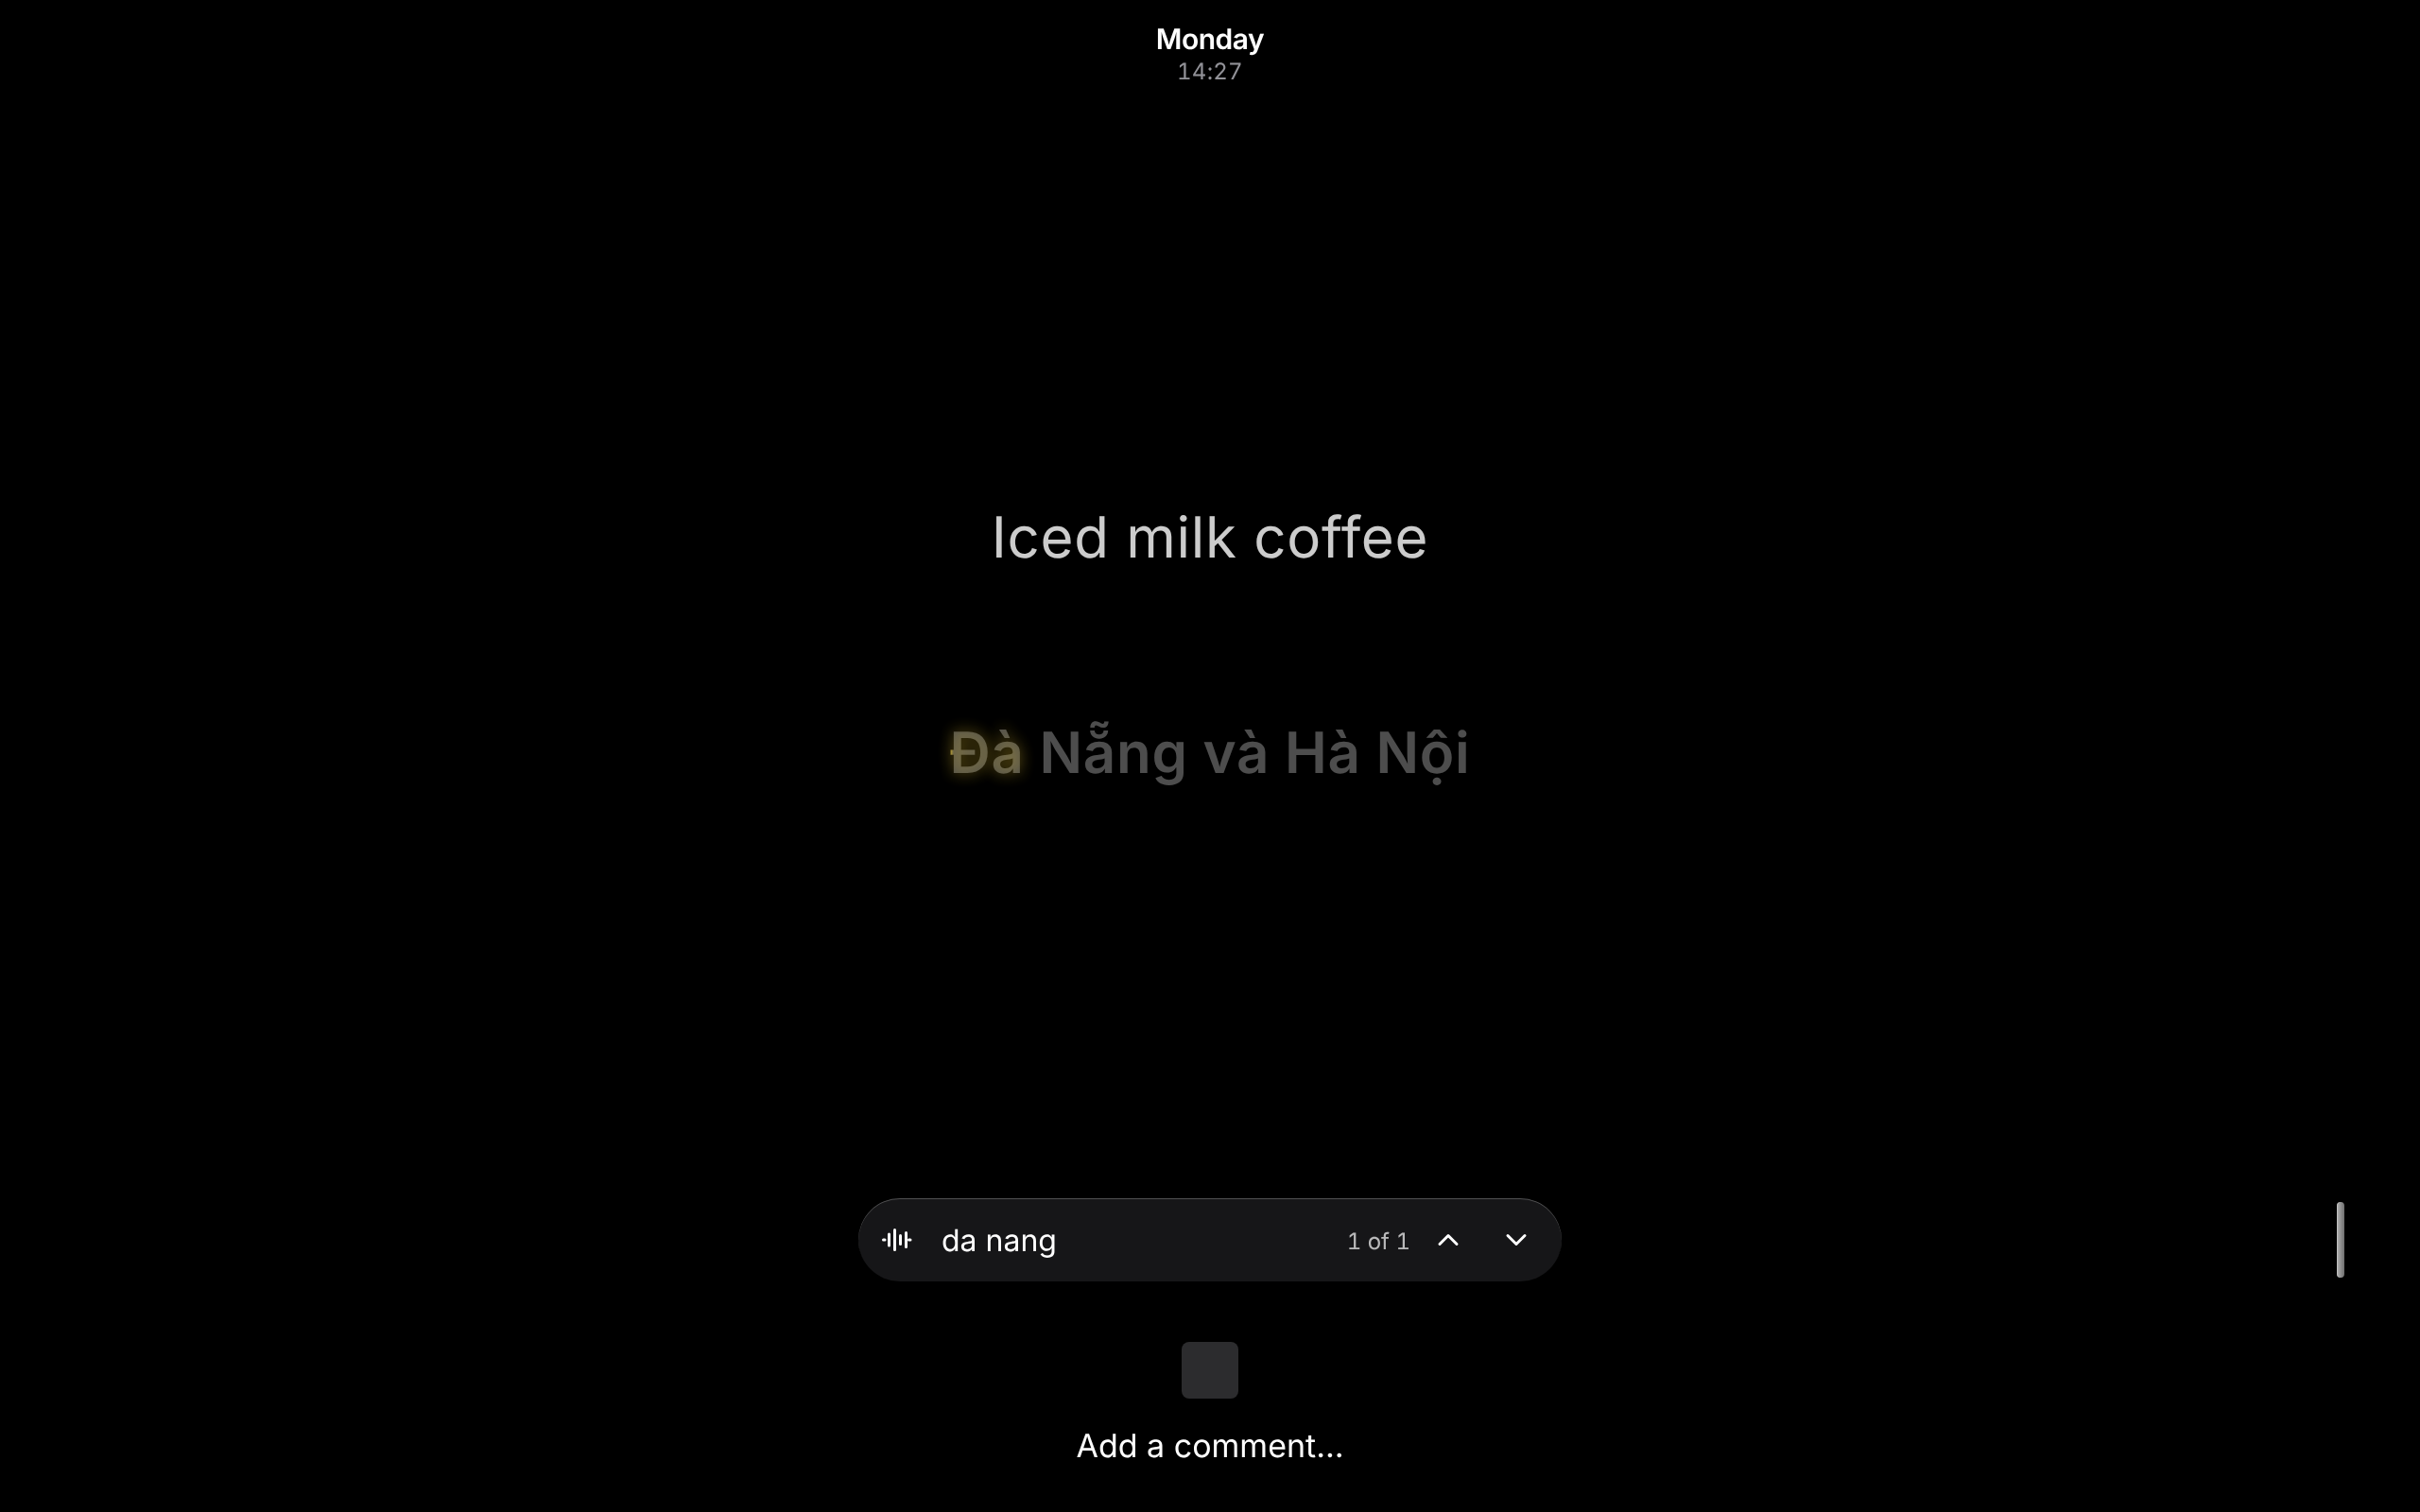 Monday
14:27
Iced milk coffee
Đà Nẵng và Hà Nội
da nang
1 of 1
Add a comment...